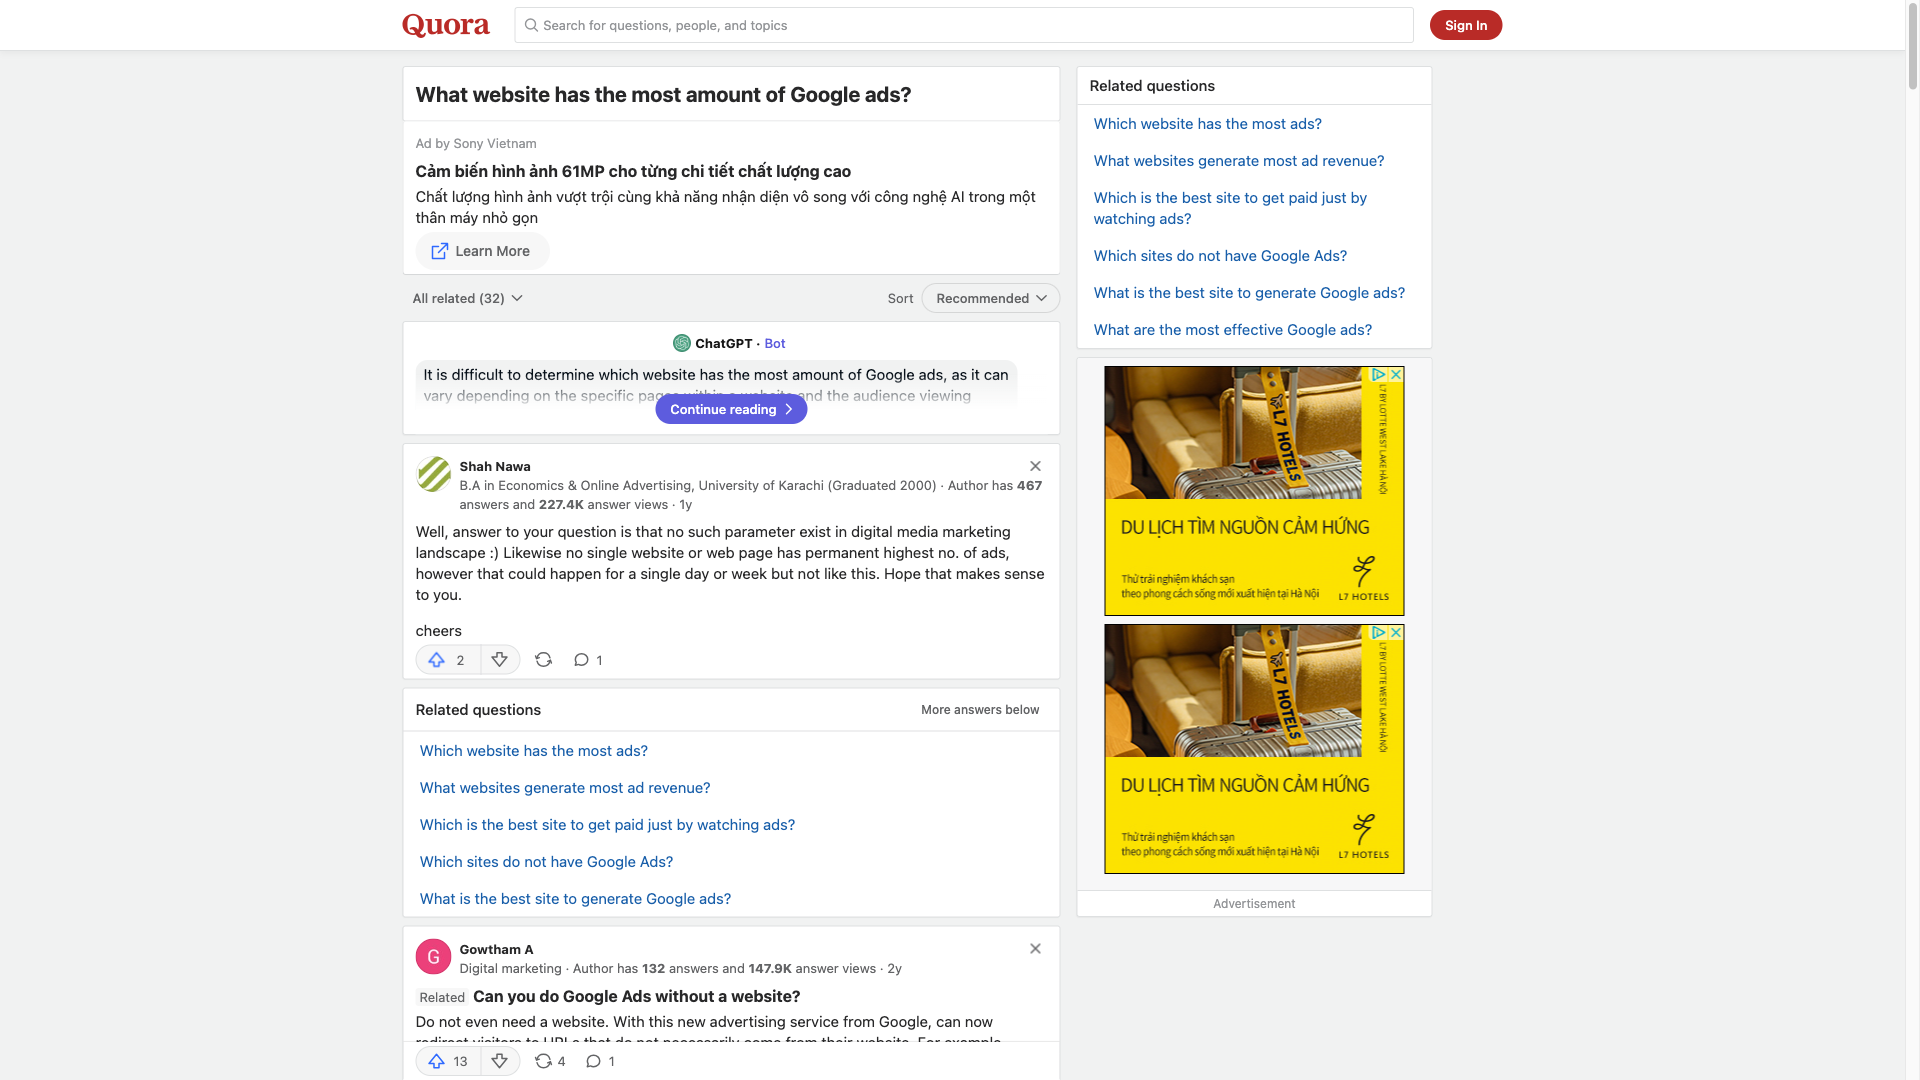 Quora
Search for questions, people, and topics
Sign In
What website has the most amount of Google ads?
Ad by Sony Vietnam
Cảm biến hình ảnh 61MP cho từng chi tiết chất lượng cao
Chất lượng hình ảnh vượt trội cùng khả năng nhận diện vô song với công nghệ AI trong một
thân máy nhỏ gọn
Learn More
All related (32)
Sort
Recommended
ChatGPT · Bot
It is difficult to determine which website has the most amount of Google ads, as it can
vary depending on the specific pages within a website and the audience viewing
Continue reading
Shah Nawa
B.A in Economics & Online Advertising, University of Karachi (Graduated 2000) · Author has 467
answers and 227.4K answer views · 1y
Well, answer to your question is that no such parameter exist in digital media marketing
landscape :) Likewise no single website or web page has permanent highest no. of ads,
however that could happen for a single day or week but not like this. Hope that makes sense
to you.
cheers
2
1
Related questions
More answers below
Which website has the most ads?
What websites generate most ad revenue?
Which is the best site to get paid just by watching ads?
Which sites do not have Google Ads?
What is the best site to generate Google ads?
G
Gowtham A
Digital marketing · Author has 132 answers and 147.9K answer views · 2y
Related Can you do Google Ads without a website?
Do not even need a website. With this new advertising service from Google, can now
redirect visitors to URLs that do not necessarily come from their website. For example
13
4
1
Related questions
Which website has the most ads?
What websites generate most ad revenue?
Which is the best site to get paid just by
watching ads?
Which sites do not have Google Ads?
What is the best site to generate Google ads?
What are the most effective Google ads?
L7 HOTELS
L7 BY LOTTE WEST LAKE HÀ NỘI
DU LỊCH TÌM NGUỒN CẢM HỨNG
Thử trải nghiệm khách sạn
theo phong cách sống mới xuất hiện tại Hà Nội
L7 HOTELS
L7 HOTELS
L7 BY LOTTE WEST LAKE HÀ NỘI
DU LỊCH TÌM NGUỒN CẢM HỨNG
Thử trải nghiệm khách sạn
theo phong cách sống mới xuất hiện tại Hà Nội
L7 HOTELS
Advertisement